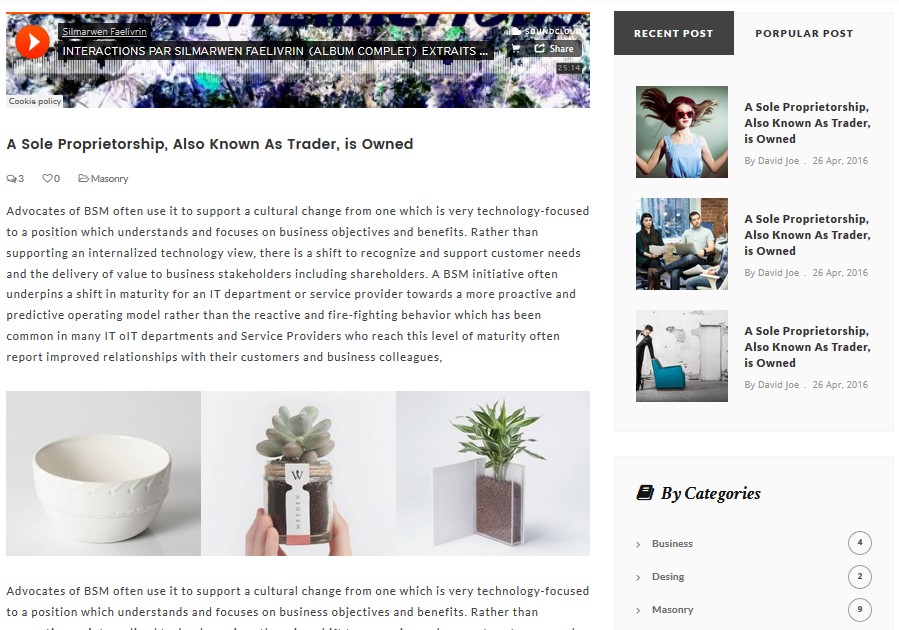 Silmarwen Faelivrin
SOUNDCLOUD
INTERACTIONS PAR SILMARWEN FAELIVRIN (ALBUM COMPLET) EXTRAITS ...
Share
25:14
Cookie policy
A Sole Proprietorship, Also Known As Trader, is Owned
3 0 Masonry
Advocates of BSM often use it to support a cultural change from one which is very technology-focused
to a position which understands and focuses on business objectives and benefits. Rather than
supporting an internalized technology view, there is a shift to recognize and support customer needs
and the delivery of value to business stakeholders including shareholders. A BSM initiative often
underpins a shift in maturity for an IT department or service provider towards a more proactive and
predictive operating model rather than the reactive and fire-fighting behavior which has been
common in many IT oIT departments and Service Providers who reach this level of maturity often
report improved relationships with their customers and business colleagues,
W
WEEDEN
Advocates of BSM often use it to support a cultural change from one which is very technology-focused
to a position which understands and focuses on business objectives and benefits. Rather than
RECENT POST
PORPULAR POST
A Sole Proprietorship,
Also Known As Trader,
is Owned
By David Joe . 26 Apr, 2016
A Sole Proprietorship,
Also Known As Trader,
is Owned
By David Joe . 26 Apr, 2016
A Sole Proprietorship,
Also Known As Trader,
is Owned
By David Joe . 26 Apr, 2016
By Categories
Business 4
Desing 2
Masonry 9